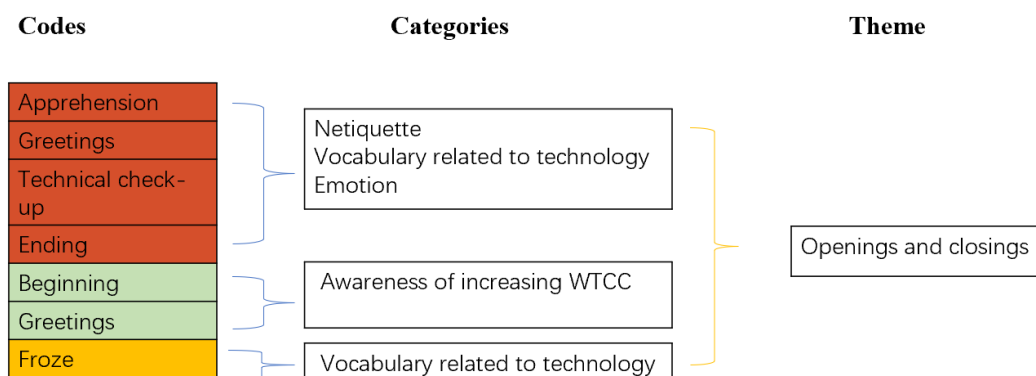 Codes Categories Theme
Apprehension
Greetings
Technical check-
up
Ending
Beginning
Greetings
Froze
Netiquette
Vocabulary related to technology
Emotion
Awareness of increasing WTCC
Vocabulary related to technology
Openings and closings